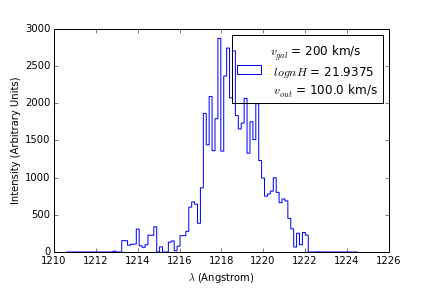 3000
2500
2000
1500
1000
500
0
Intensity (Arbitrary Units)
v_gal = 200 km/s
lognH = 21.9375
v_out = 100.0 km/s
1210 1212 1214 1216 1218 1220 1222 1224 1226
λ (Angstrom)